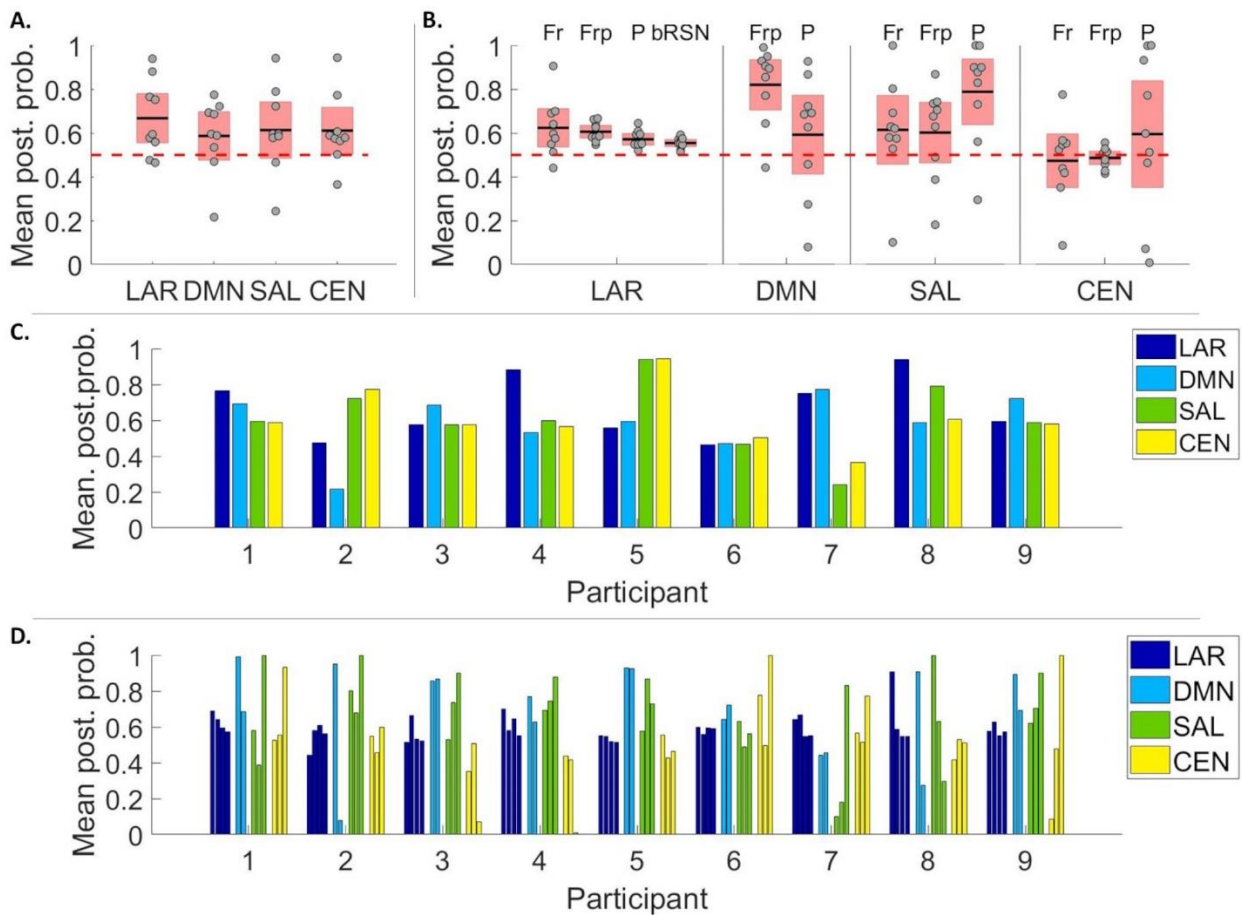 A.
Mean post. prob.
1
0.8
0.6
0.4
0.2
0
LAR DMN SAL CEN
B.
Mean post. prob.
1
0.8
0.6
0.4
0.2
0
Fr Frp P bRSN Frp P Fr Frp P Fr Frp P
LAR DMN SAL CEN
C.
Mean. post.prob.
1
0.8
0.6
0.4
0.2
0
1 2 3 4 5 6 7 8 9
Participant
LAR
DMN
SAL
CEN
D.
Mean post. prob.
1
0.8
0.6
0.4
0.2
0
1 2 3 4 5 6 7 8 9
Participant
LAR
DMN
SAL
CEN